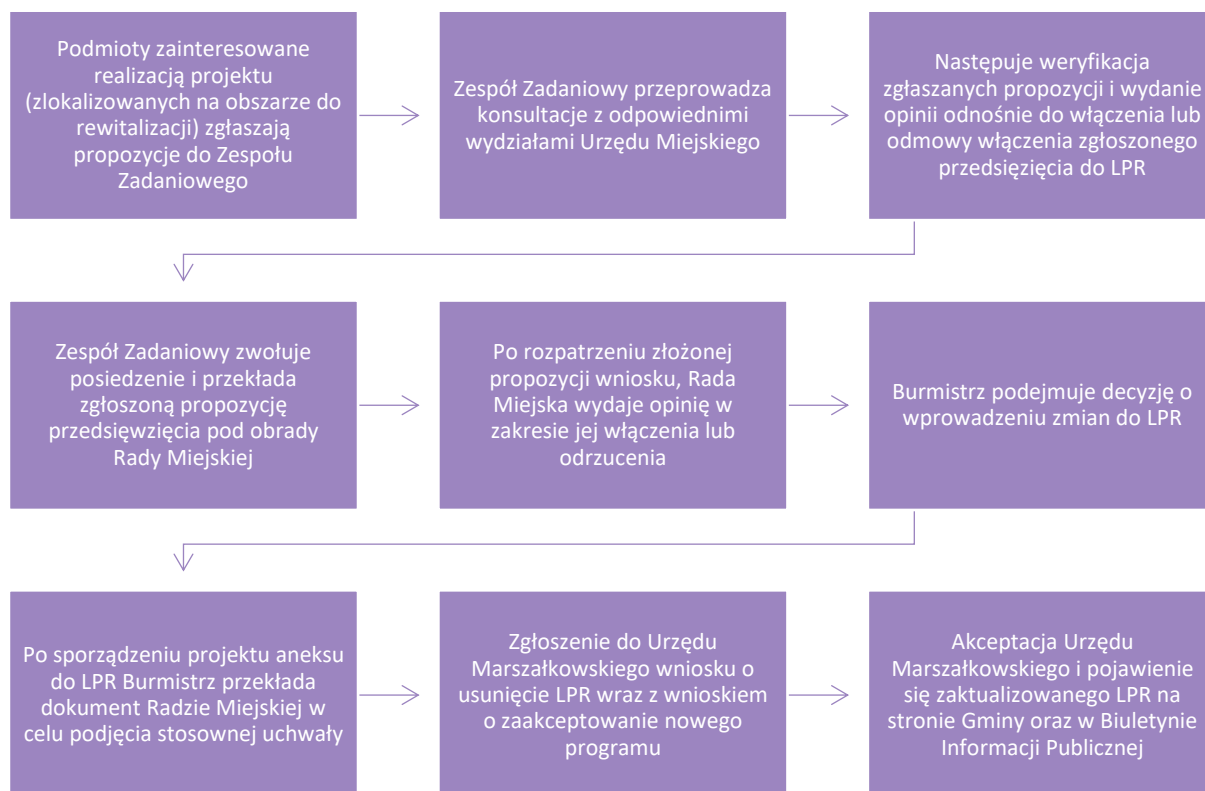 Podmioty zainteresowane
realizacją projektu
(zlokalizowanych na obszarze do
rewitalizacji) zgłaszają
propozycje do Zespołu
Zadaniowego
Zespół Zadaniowy przeprowadza
konsultacje z odpowiednimi
wydziałami Urzędu Miejskiego
Następuje weryfikacja
zgłaszanych propozycji i wydanie
opinii odnośnie do włączenia lub
odmowy włączenia zgłoszonego
przedsięzięcia do LPR
Zespół Zadaniowy zwołuje
posiedzenie i przekłada
zgłoszoną propozycję
przedsięwzięcia pod obrady
Rady Miejskiej
Po rozpatrzeniu złożonej
propozycji wniosku, Rada
Miejska wydaje opinię w
zakresie jej włączenia lub
odrzucenia
Burmistrz podejmuje decyzję o
wprowadzeniu zmian do LPR
Po sporządzeniu projektu aneksu
do LPR Burmistrz przekłada
dokument Radzie Miejskiej w
celu podjęcia stosownej uchwały
Zgłoszenie do Urzędu
Marszałkowskiego wniosku o
usunięcie LPR wraz z wnioskiem
o zaakceptowanie nowego
programu
Akceptacja Urzędu
Marszałkowskiego i pojawienie
się zaktualizowanego LPR na
stronie Gminy oraz w Biuletynie
Informacji Publicznej